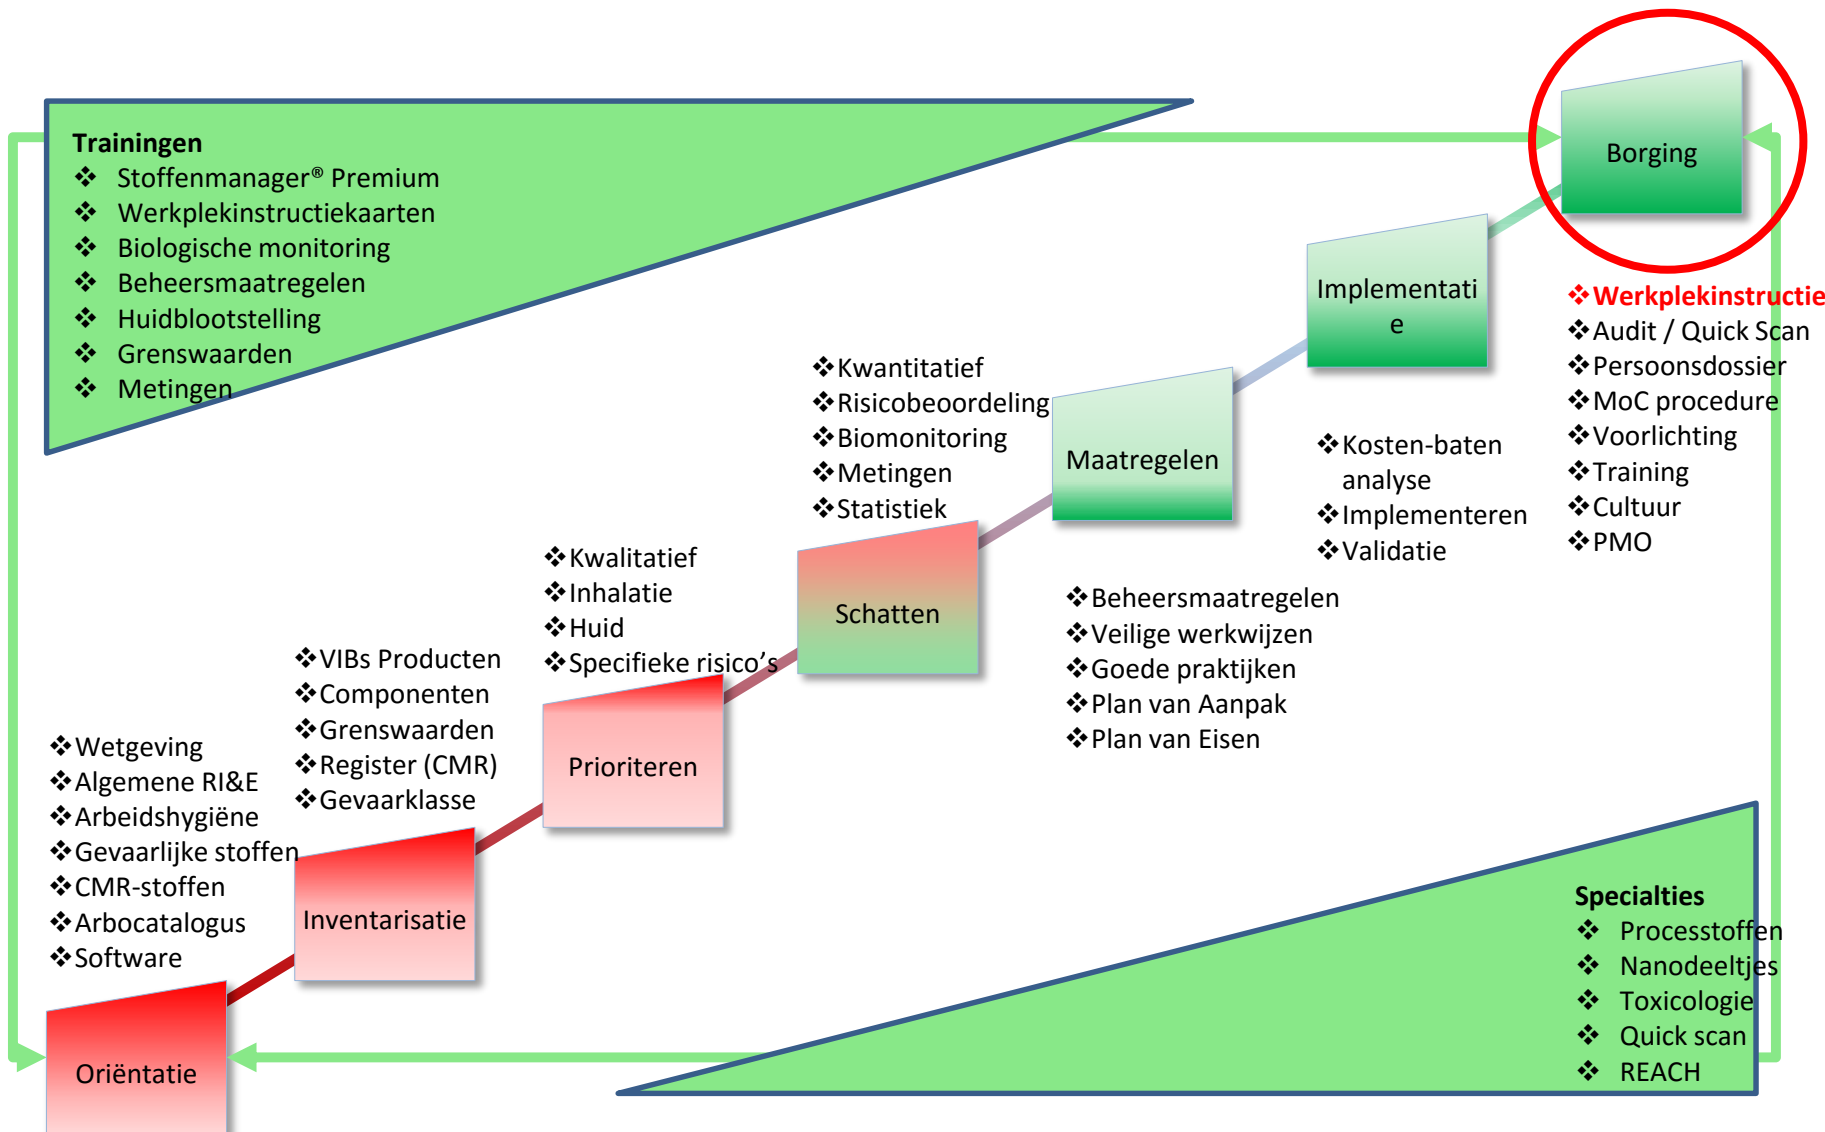 Trainingen
❖ Stoffenmanager® Premium
❖ Werkplekinstructiekaarten
❖ Biologische monitoring
❖ Beheersmaatregelen
❖ Huidblootstelling
❖ Grenswaarden
❖ Metingen
Borging
❖Werkplekinstructie
❖Audit / Quick Scan
❖Persoonsdossier
❖MoC procedure
❖Voorlichting
❖Training
❖Cultuur
❖PMO
Implementati
e
❖Kosten-baten
analyse
❖Implementeren
❖Validatie
Maatregelen
❖Beheersmaatregelen
❖Veilige werkwijzen
❖Goede praktijken
❖Plan van Aanpak
❖Plan van Eisen
❖Kwantitatief
❖Risicobeoordeling
❖Biomonitoring
❖Metingen
❖Statistiek
Schatten
❖Kwalitatief
❖Inhalatie
❖Huid
❖Specifieke risico’s
Prioriteren
❖VIBs Producten
❖Componenten
❖Grenswaarden
❖Register (CMR)
❖Gevaarklasse
Inventarisatie
❖Wetgeving
❖Algemene RI&E
❖Arbeidshygiëne
❖Gevaarlijke stoffen
❖CMR-stoffen
❖Arbocatalogus
❖Software
Oriëntatie
Specialties
❖ Processtoffen
❖ Nanodeeltjes
❖ Toxicologie
❖ Quick scan
❖ REACH